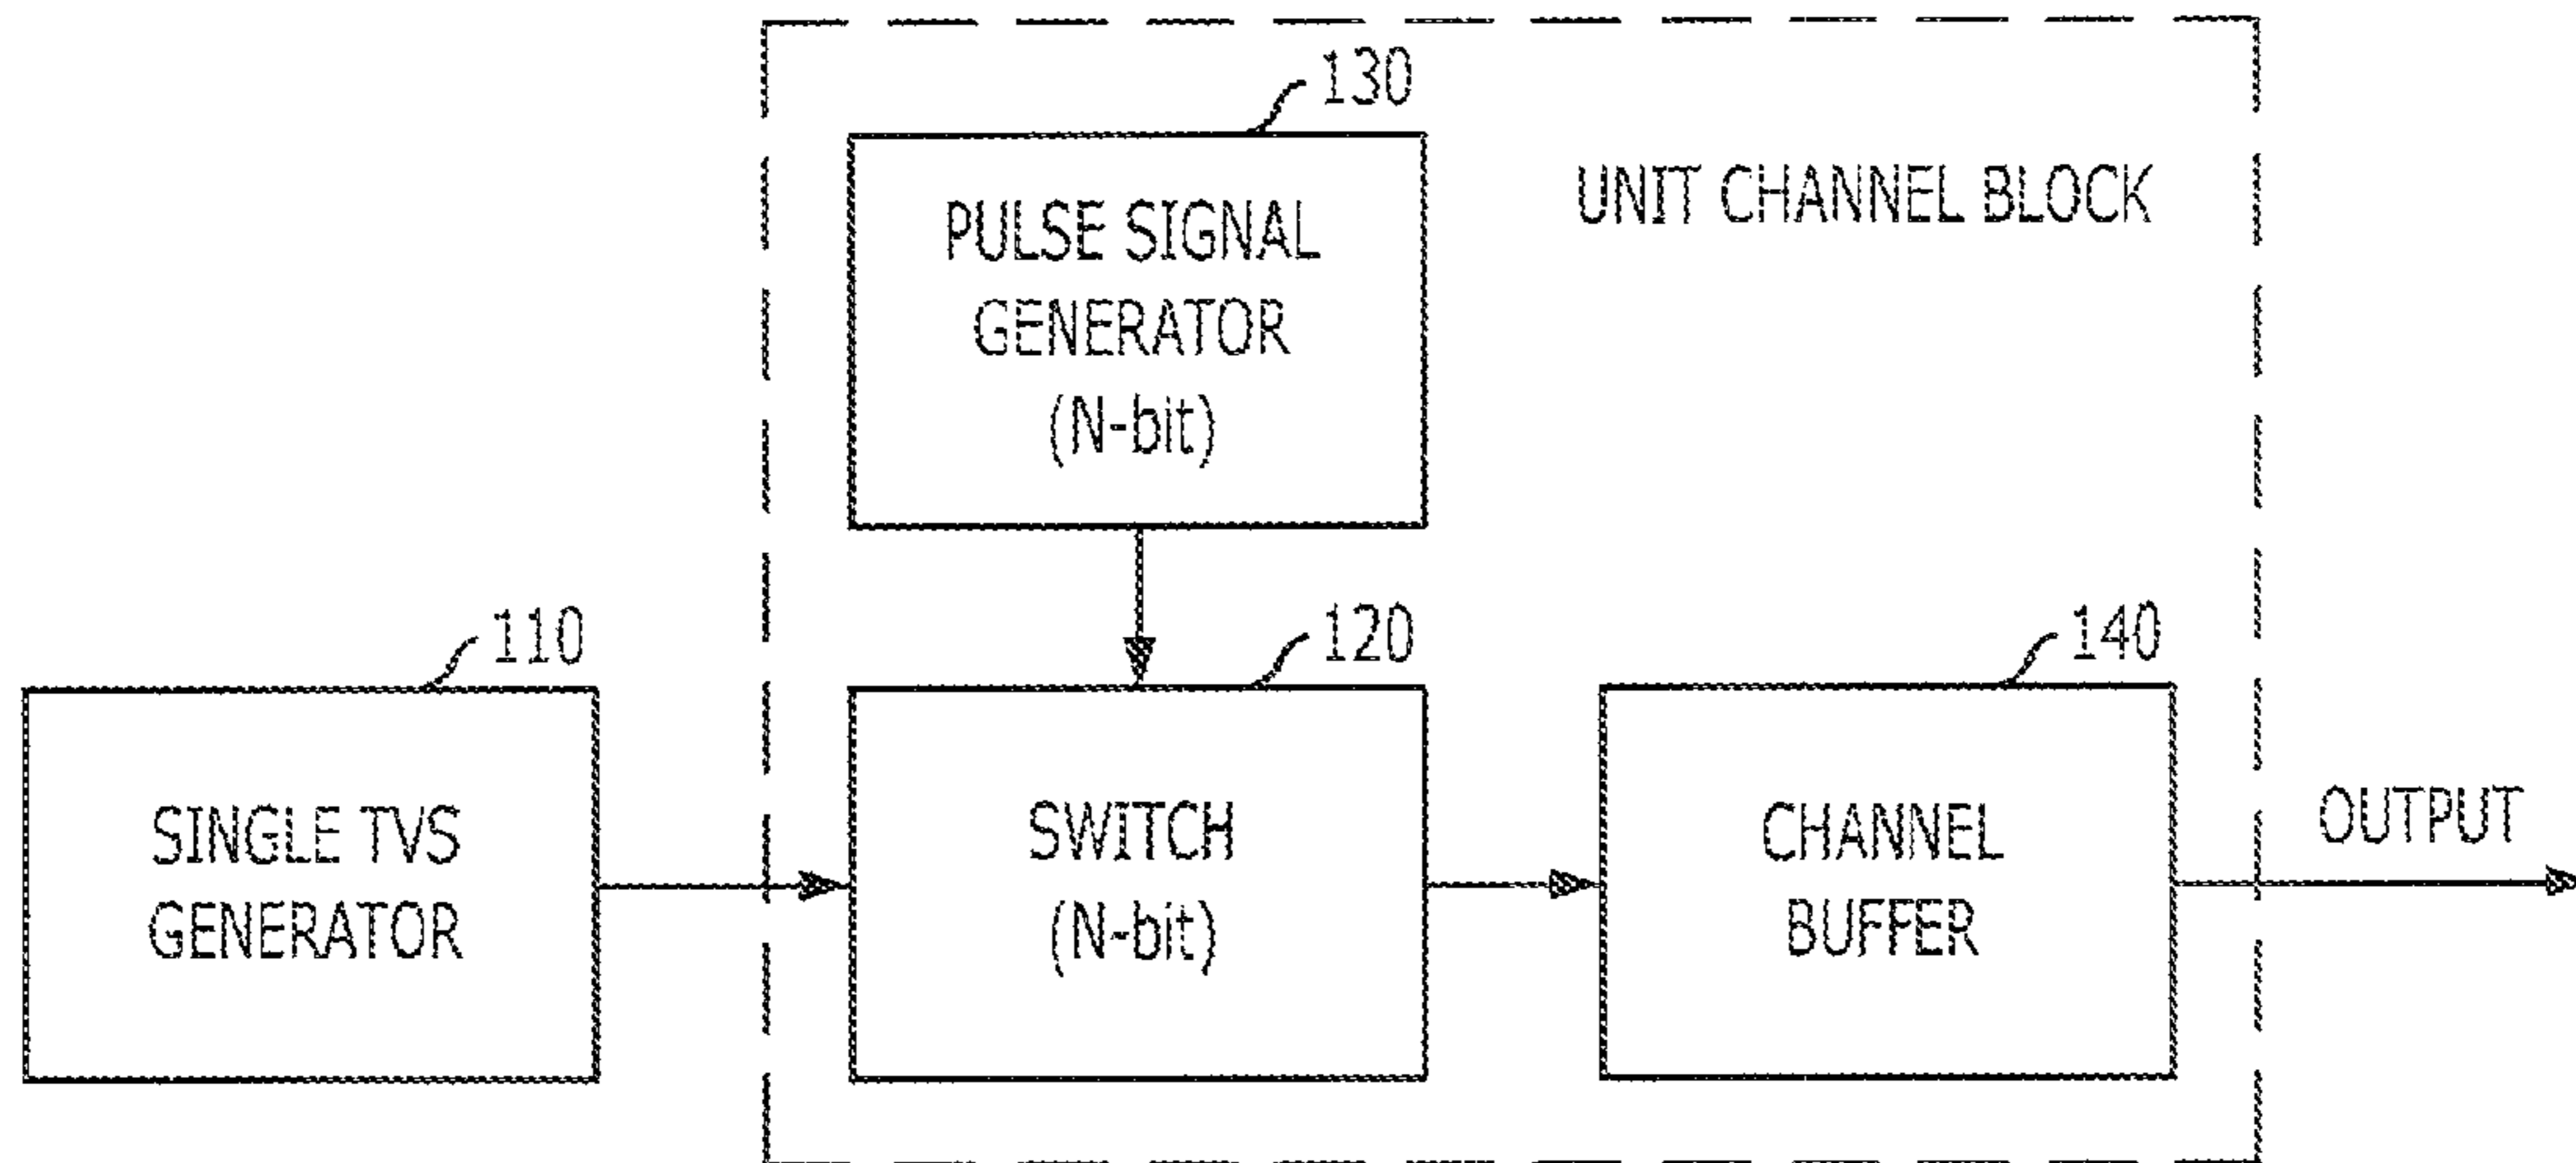 130
PULSE SIGNAL
GENERATOR
(N-bit)
UNIT CHANNEL BLOCK
110
SINGLE TVS
GENERATOR
120
SWITCH
(N-bit)
140
CHANNEL
BUFFER
OUTPUT